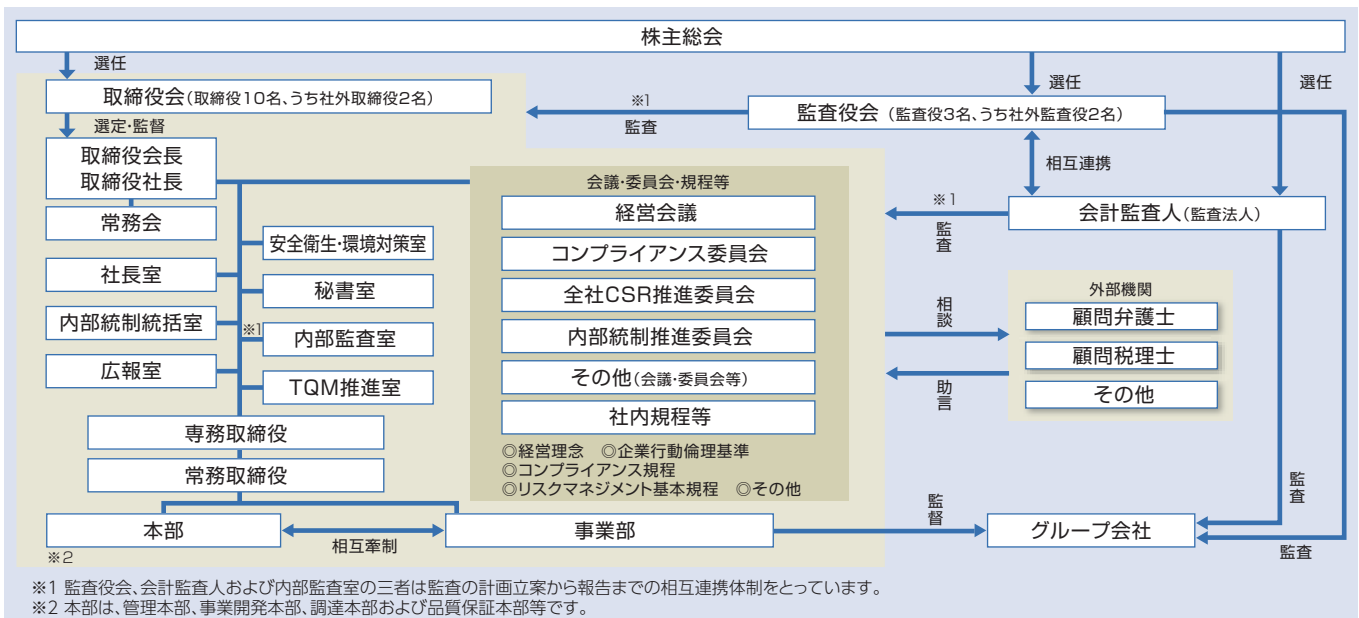 株主総会
選任
選任
選任
取締役会(取締役10名、うち社外取締役2名)
※1
監査
監査役会 (監査役3名、うち社外監査役2名)
選定・監督
取締役会長
取締役社長
相互連携
常務会
会議・委員会・規程等
経営会議
コンプライアンス委員会
全社CSR推進委員会
内部統制推進委員会
その他(会議・委員会等)
社内規程等
◎経営理念 ◎企業行動倫理基準
◎コンプライアンス規程
◎リスクマネジメント基本規程 ◎その他
※1
監査
会計監査人(監査法人)
安全衛生・環境対策室
社長室
秘書室
内部統制統括室
※1
内部監査室
広報室
TQM推進室
相談
助言
外部機関
顧問弁護士
顧問税理士
その他
専務取締役
常務取締役
本部
相互牽制
事業部
監督
グループ会社
監査
監査
※2
※1 監査役会、会計監査人および内部監査室の三者は監査の計画立案から報告までの相互連携体制をとっています。
※2 本部は、管理本部、事業開発本部、調達本部および品質保証本部等です。